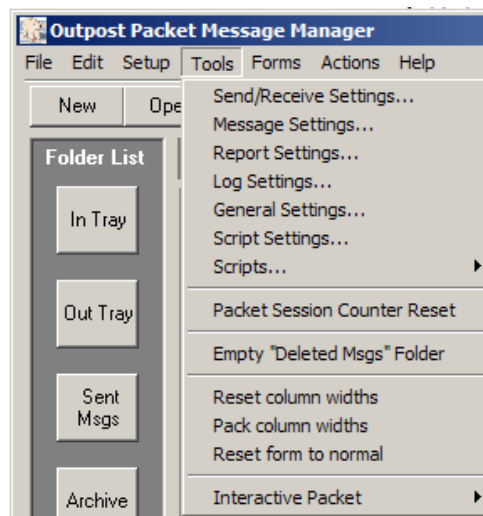 Outpost Packet Message Manager
File Edit Setup Tools Forms Actions Help
New Ope
Folder List
In Tray
Out Tray
Sent
Msgs
Archive
Send/Receive Settings...
Message Settings...
Report Settings...
Log Settings...
General Settings...
Script Settings...
Scripts...
Packet Session Counter Reset
Empty "Deleted Msgs" Folder
Reset column widths
Pack column widths
Reset form to normal
Interactive Packet